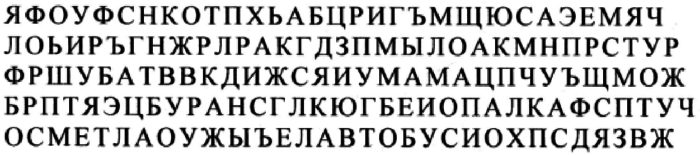 ЯФОУФСНКОТПХЬАБЦРИГЪМЩЮСАЭЕМЯЧ
ЛОЬИРЪГНЖРЛРАКГДЗПМЫЛОАКМНПРСТУР
ФРШУБАТВВКДИЖСЯИУМАМАЦПЧУЪЩМОЖ
БРПТЯЭЦБУРАНСГЛКЮГБЕИОПАЛКАФСПТУЧ
ОСМЕТЛАОУЖЫЪЕЛАВТОБУСИОХПСДЯЗВЖ